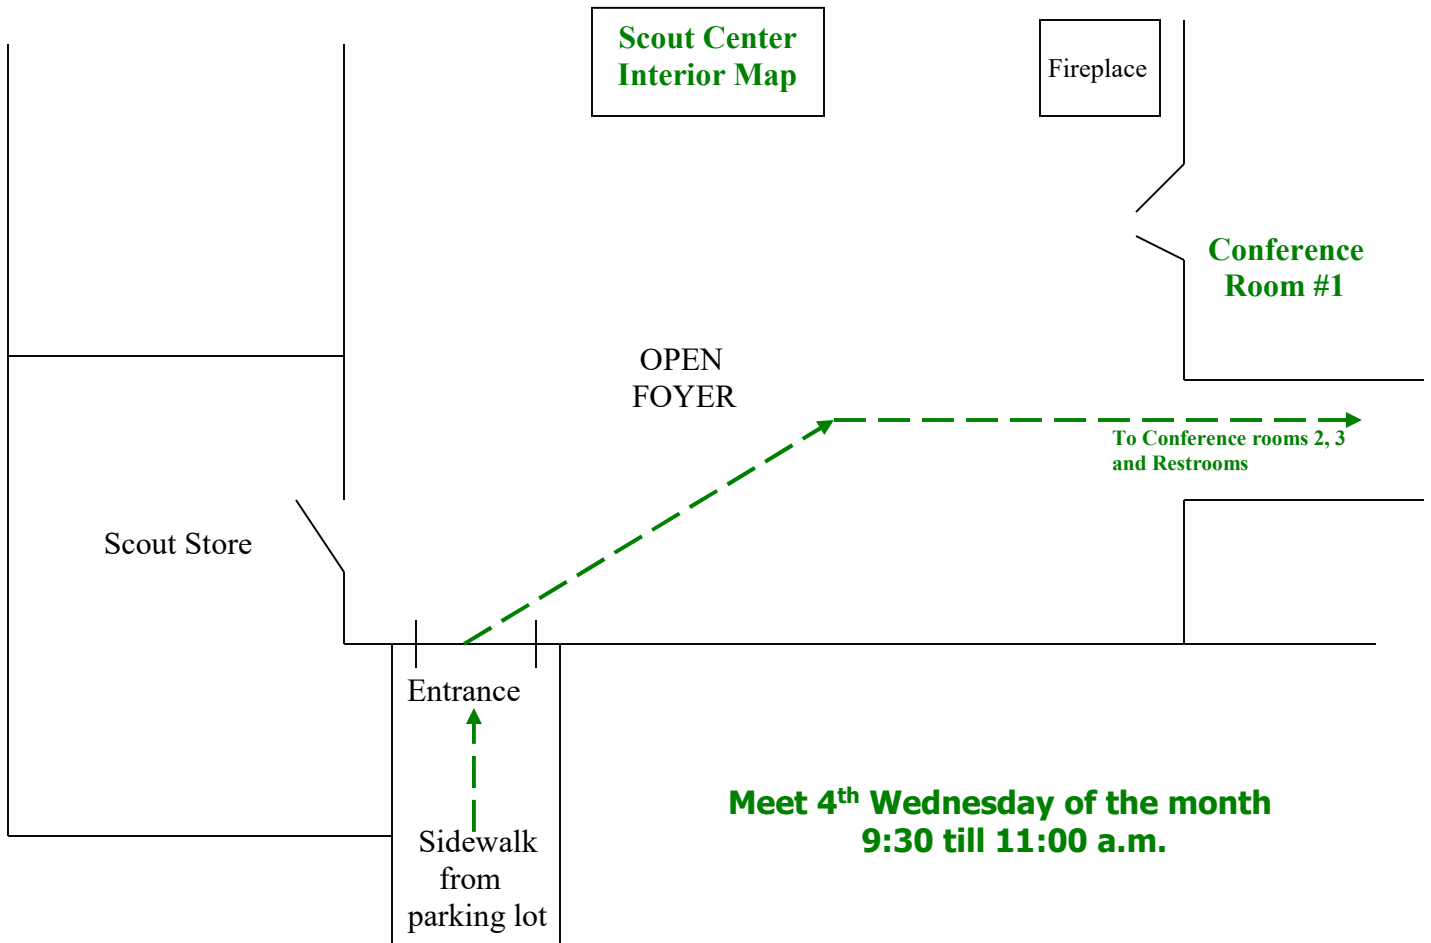 Scout Center
Interior Map
Fireplace
Conference
Room #1
OPEN
FOYER
To Conference rooms 2, 3
and Restrooms
Scout Store
Entrance
Sidewalk
from
parking lot
Meet 4th Wednesday of the month
9:30 till 11:00 a.m.